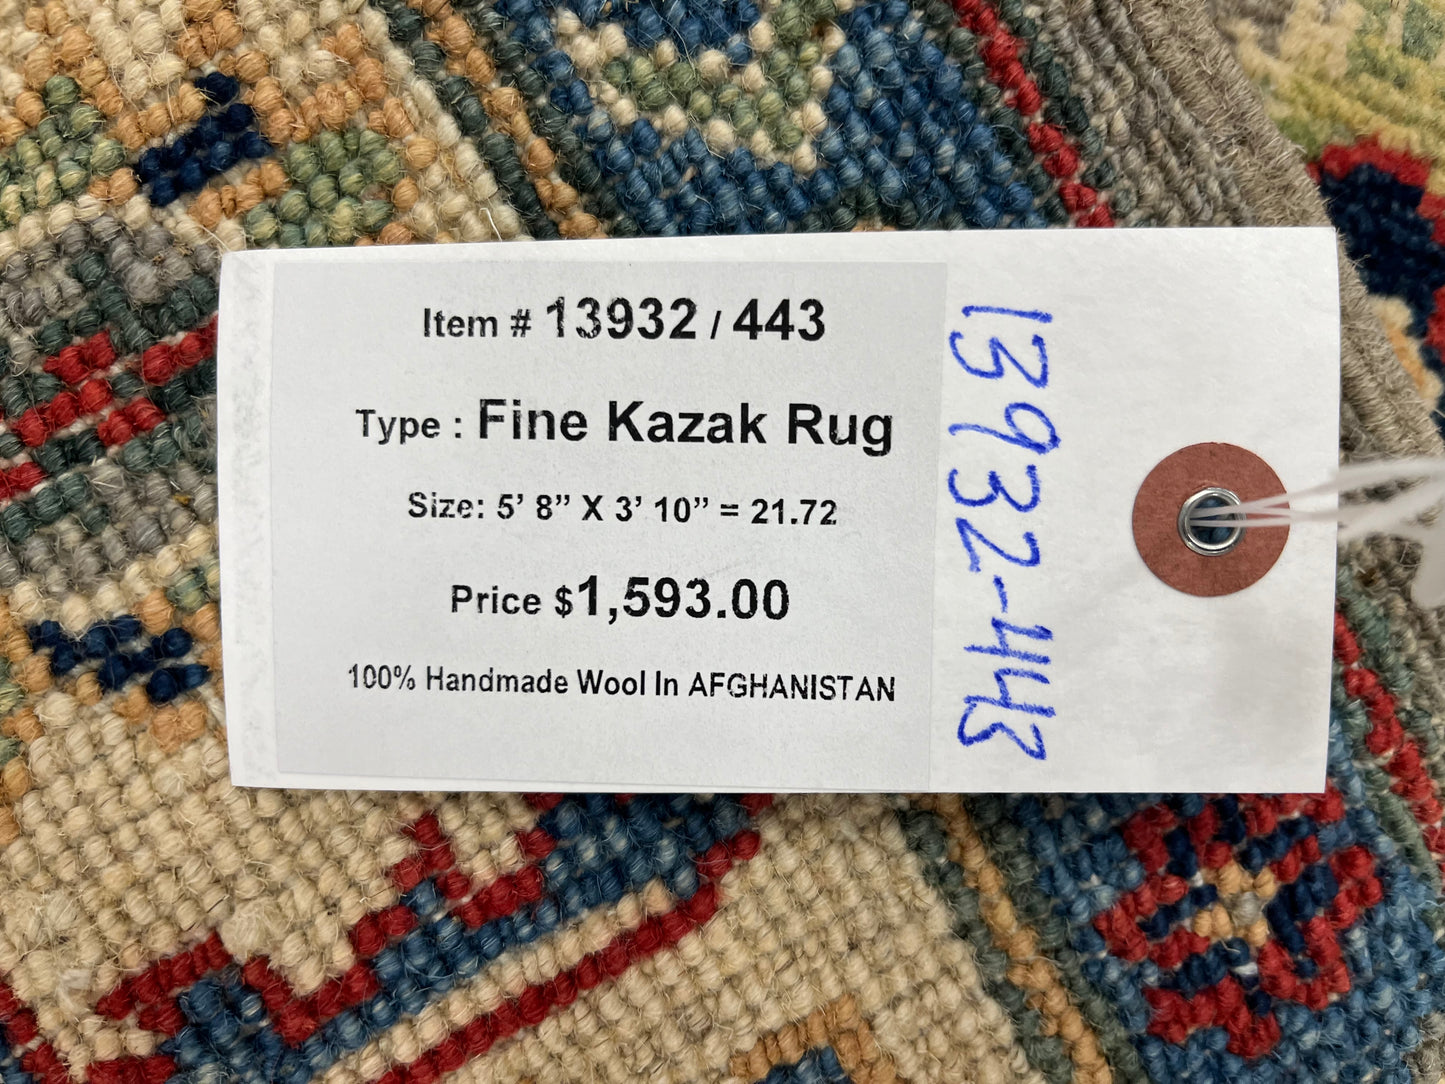 Item # 13932 / 443
Type : Fine Kazak Rug
Size: 5’ 8” X 3’ 10” = 21.72
Price $1,593.00
100% Handmade Wool In AFGHANISTAN
13932-443